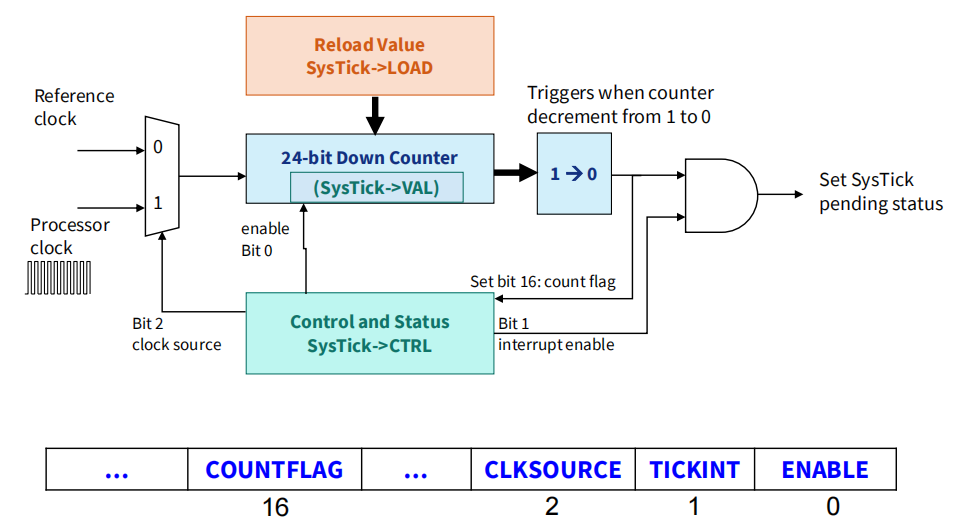 Reload Value
SysTick->LOAD
Reference
clock
Triggers when counter
decrement from 1 to 0
0
24-bit Down Counter
(SysTick->VAL)
1 → 0
1
Set SysTick
pending status
Processor
clock
enable
Bit 0
Set bit 16: count flag
Control and Status
SysTick->CTRL
Bit 2
clock source
Bit 1
interrupt enable
... COUNTFLAG ... CLKSOURCE TICKINT ENABLE
16 2 1 0